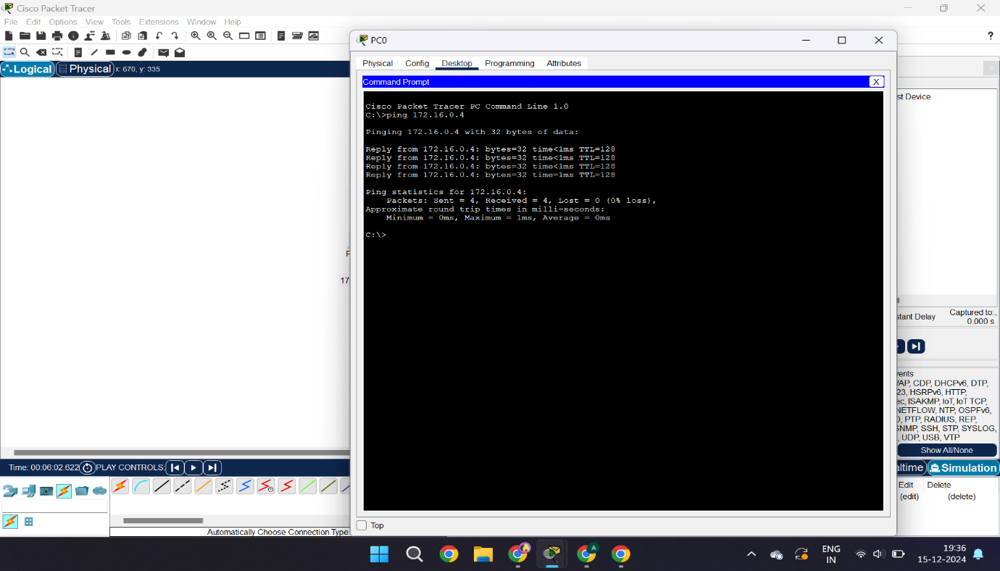 Cisco Packet Tracer
File Edit Options View Tools Extensions Window Help
?
PC0
Logical Physical x: 670, y: 335
Physical Config Desktop Programming Attributes
Command Prompt X
Cisco Packet Tracer PC Command Line 1.0
C:\>ping 172.16.0.4
Pinging 172.16.0.4 with 32 bytes of data:
Reply from 172.16.0.4: bytes=32 time<1ms TTL=128
Reply from 172.16.0.4: bytes=32 time<1ms TTL=128
Reply from 172.16.0.4: bytes=32 time<1ms TTL=128
Reply from 172.16.0.4: bytes=32 time=1ms TTL=128
Ping statistics for 172.16.0.4:
Packets: Sent = 4, Received = 4, Lost = 0 (0% loss),
Approximate round trip times in milli-seconds:
Minimum = 0ms, Maximum = 1ms, Average = 0ms
C:\>
17
st Device
stant Delay
Captured to:
0.000 s
vents
VAP, CDP, DHCPv6, DTP,
23, HSRPv6, HTTP,
ec, ISAKMP, IoT, IoT TCP,
NETFLOW, NTP, OSPFv6,
D, PTP, RADIUS, REP,
SNMP, SSH, STP, SYSLOG,
, UDP, USB, VTP
Show All/None
altime Simulation
Edit Delete
(edit) (delete)
Time: 00:06:02.622 PLAY CONTROLS:
Top
Automatically Choose Connection Type
A
ENG
IN
19:36
15-12-2024